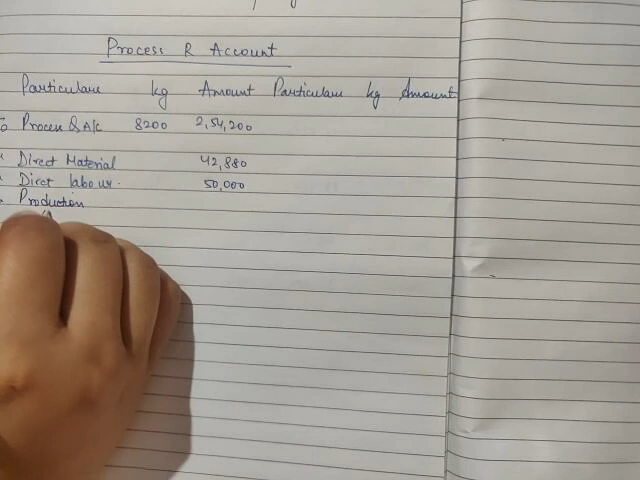 Process R Account
Particulars kg Amount Particulars kg Amount
To Process Q A/c 8200 2,54,200
" Direct Material 42,880
" Direct labour. 50,000
" Production